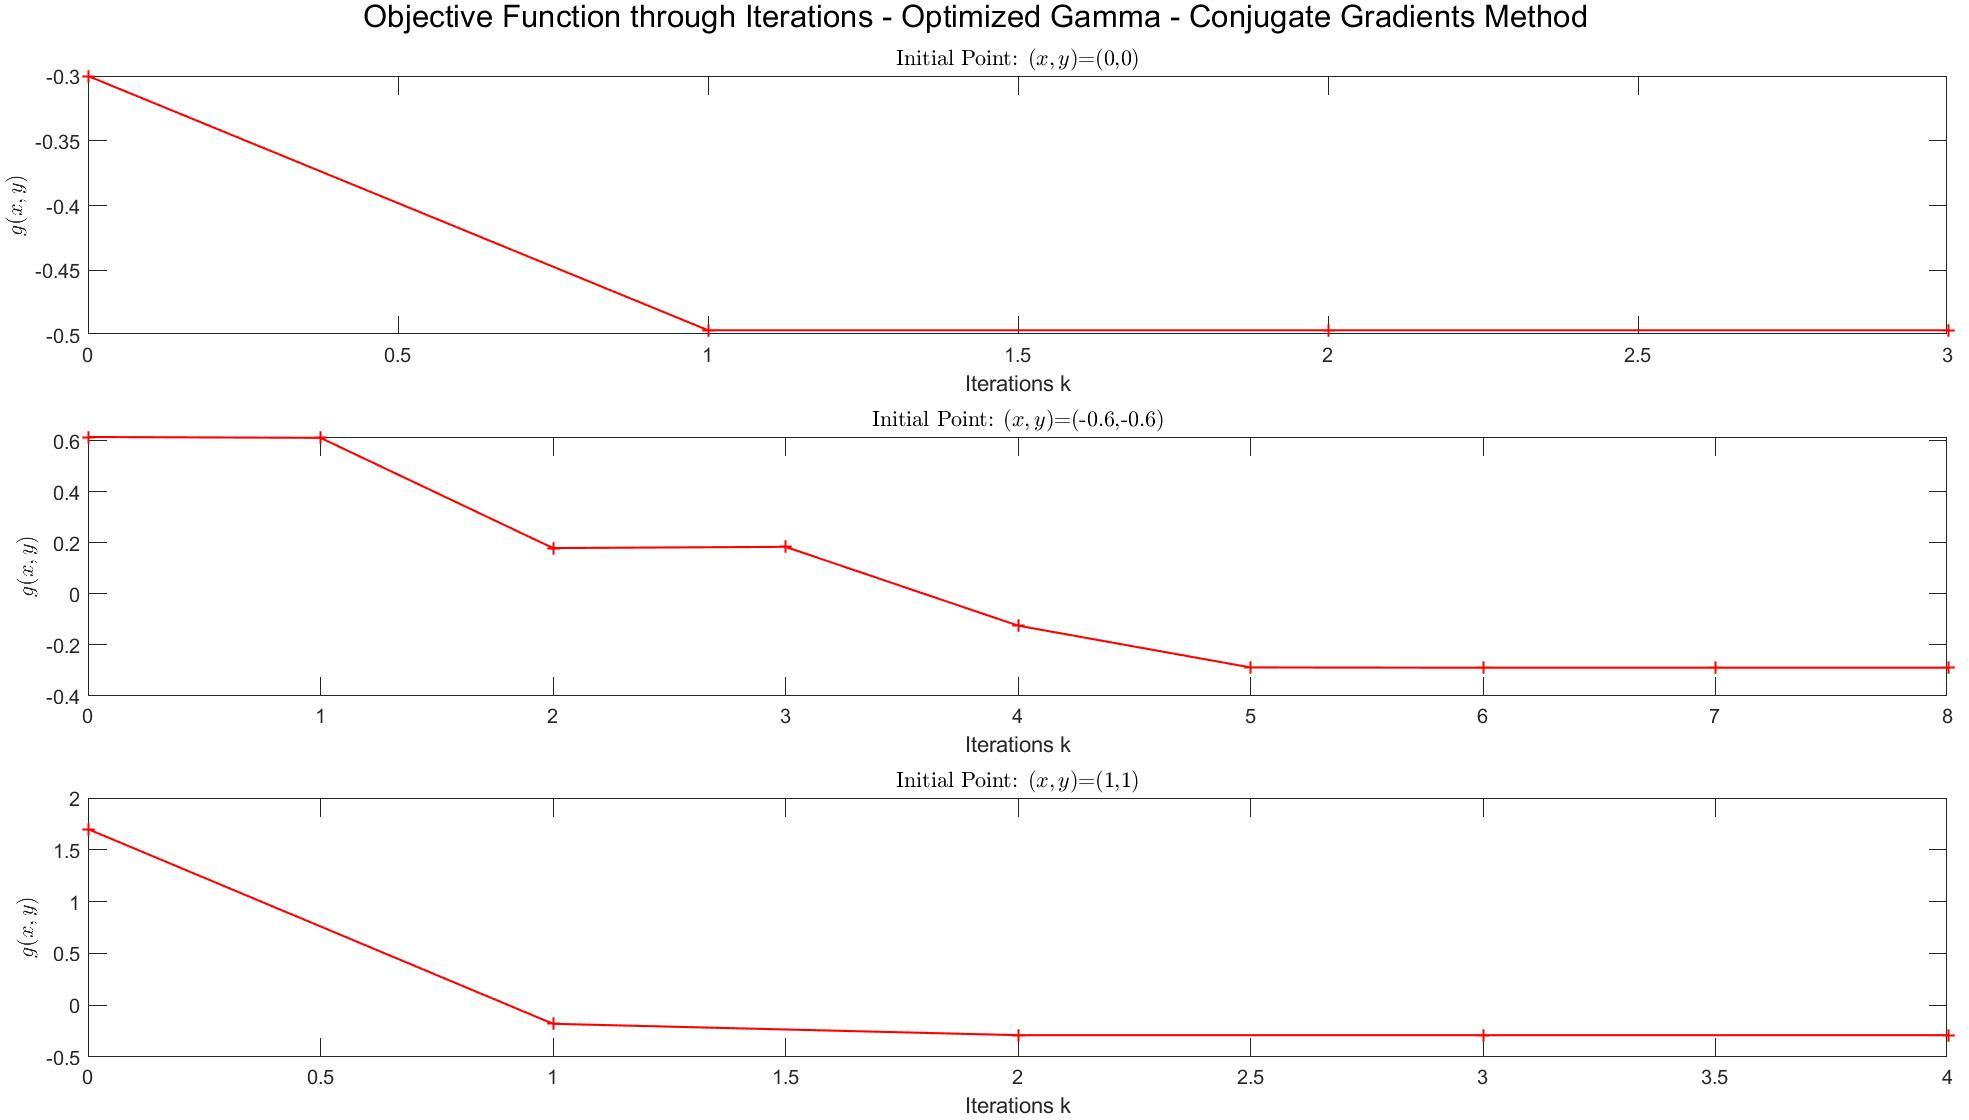 Objective Function through Iterations - Optimized Gamma - Conjugate Gradients Method
Initial Point: (x, y)=(0,0)
-0.3
-0.35
-0.4
-0.45
-0.5
g(x, y)
0 0.5 1 1.5 2 2.5 3
Iterations k
Initial Point: (x, y)=(-0.6,-0.6)
0.6
0.4
0.2
0
-0.2
-0.4
g(x, y)
0 1 2 3 4 5 6 7 8
Iterations k
Initial Point: (x, y)=(1,1)
2
1.5
1
0.5
0
-0.5
g(x, y)
0 0.5 1 1.5 2 2.5 3 3.5 4
Iterations k